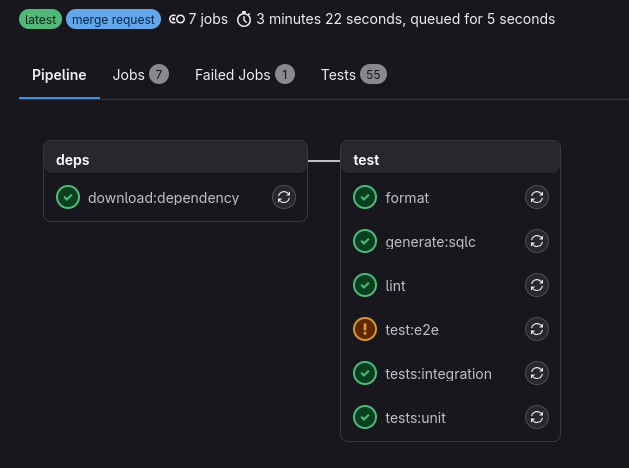 latest merge request 7 jobs 3 minutes 22 seconds, queued for 5 seconds
Pipeline Jobs 7 Failed Jobs 1 Tests 55
deps
download:dependency
test
format
generate:sqlc
lint
test:e2e
tests:integration
tests:unit